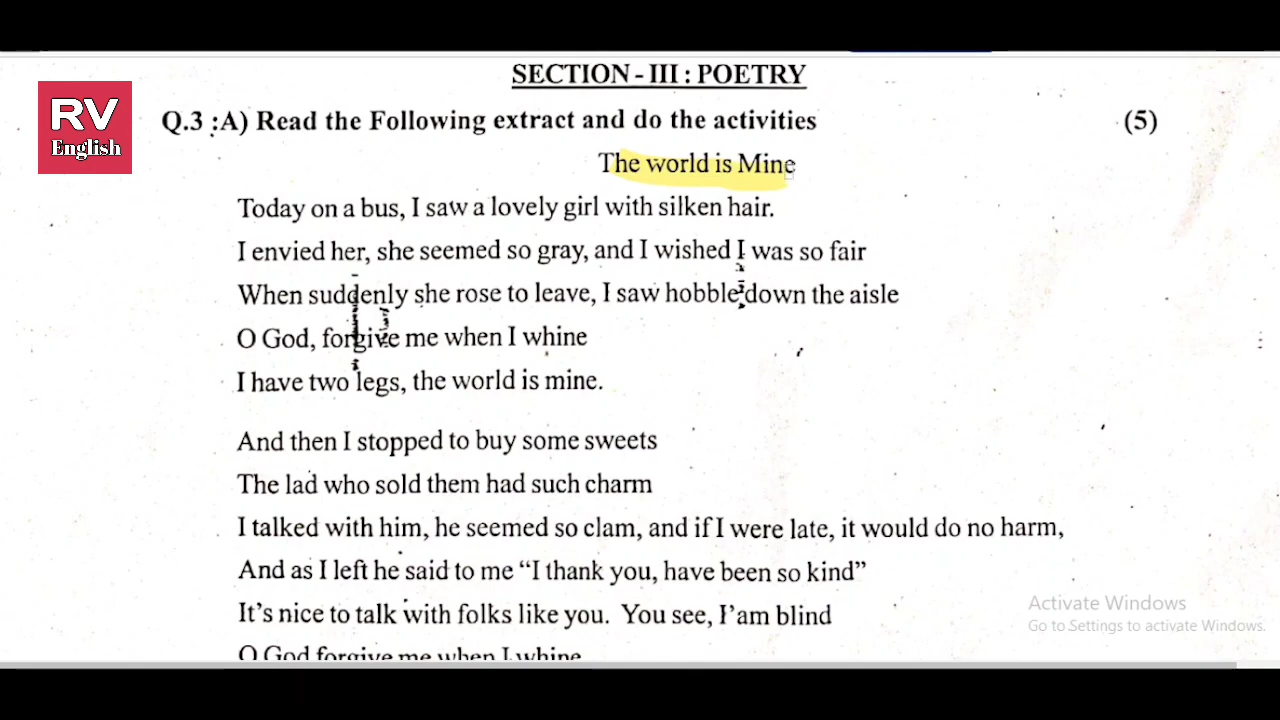 SECTION - III : POETRY
RV
English
Q.3 :A) Read the Following extract and do the activities (5)
The world is Mine
Today on a bus, I saw a lovely girl with silken hair.
I envied her, she seemed so gray, and I wished I was so fair
When suddenly she rose to leave, I saw hobble down the aisle
O God, forgive me when I whine
I have two legs, the world is mine.
And then I stopped to buy some sweets
The lad who sold them had such charm
I talked with him, he seemed so clam, and if I were late, it would do no harm,
And as I left he said to me “I thank you, have been so kind”
It's nice to talk with folks like you. You see, I'am blind
O God forgive me when I whine
Activate Windows
Go to Settings to activate Windows.